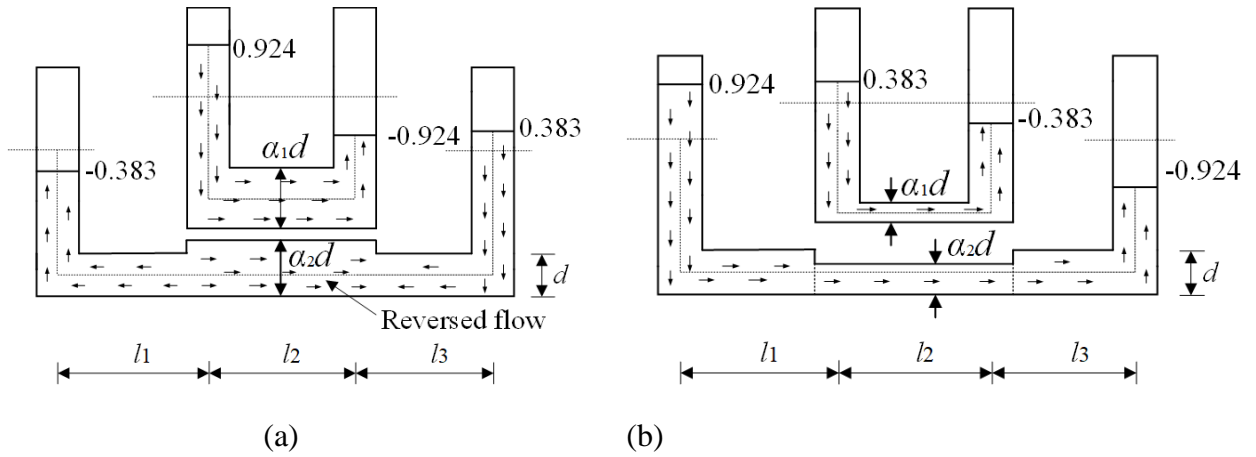 0.924
-0.924
0.383
-0.383
α₁d
α₂d
d
Reversed flow
l1
l2
l3
(a)
0.924
0.383
-0.383
-0.924
α₁d
α₂d
d
l1
l2
l3
(b)